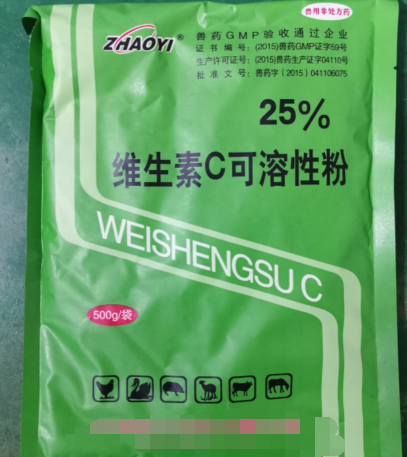 兽用非处方药
ZHAOYI®
兽药GMP验收通过企业
证书编号:(2015)兽药GMP证字59号
生产许可证号:(2015)兽药生产证字04110号
批准文号:兽药字(2015)041106075
25%
维生素C可溶性粉
WEISHENGSU C
500g/袋